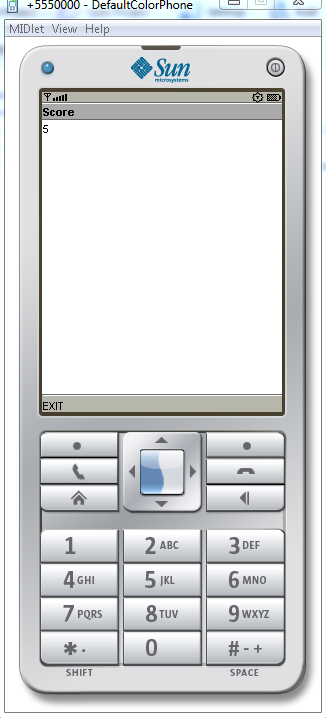 +5550000 - DefaultColorPhone
MIDlet View Help
Sun
microsystems
Score
5
EXIT
1 2 ABC 3 DEF
4 GHI 5 JKL 6 MNO
7 PQRS 8 TUV 9 WXYZ
* . 0 # - +
SHIFT SPACE